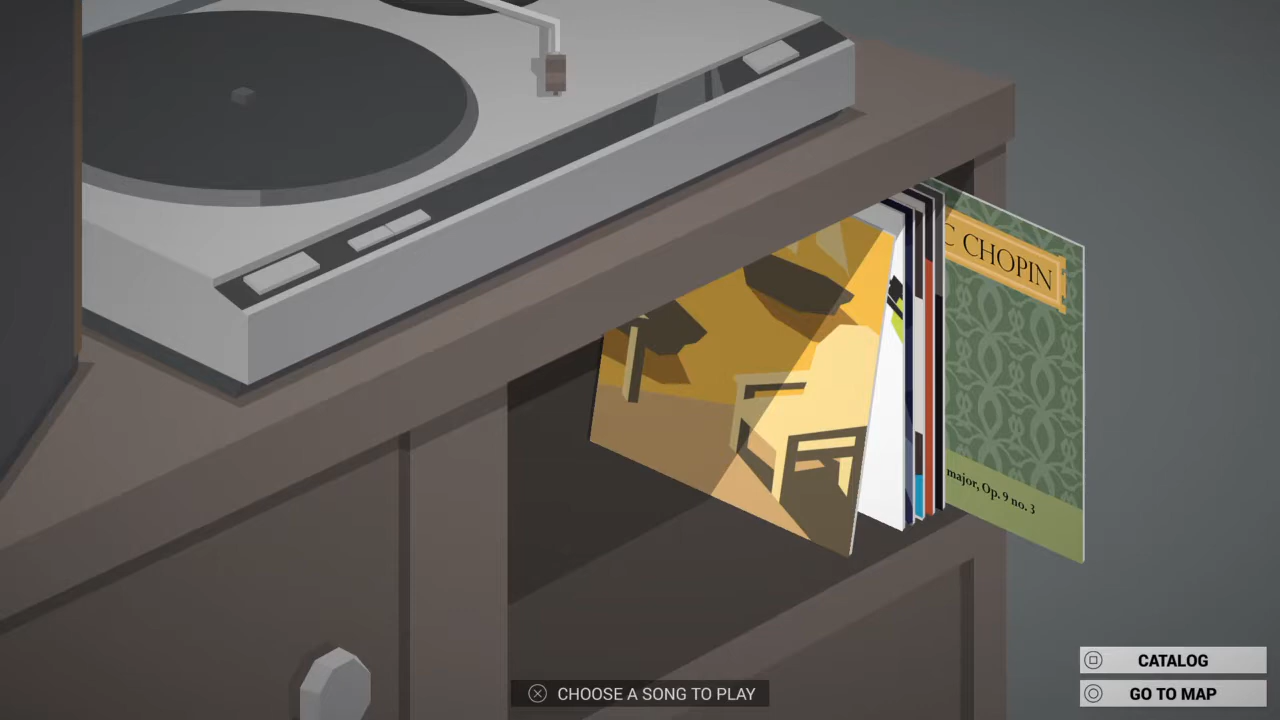 C CHOPIN
major, Op. 9 no. 3
CHOOSE A SONG TO PLAY
CATALOG
GO TO MAP